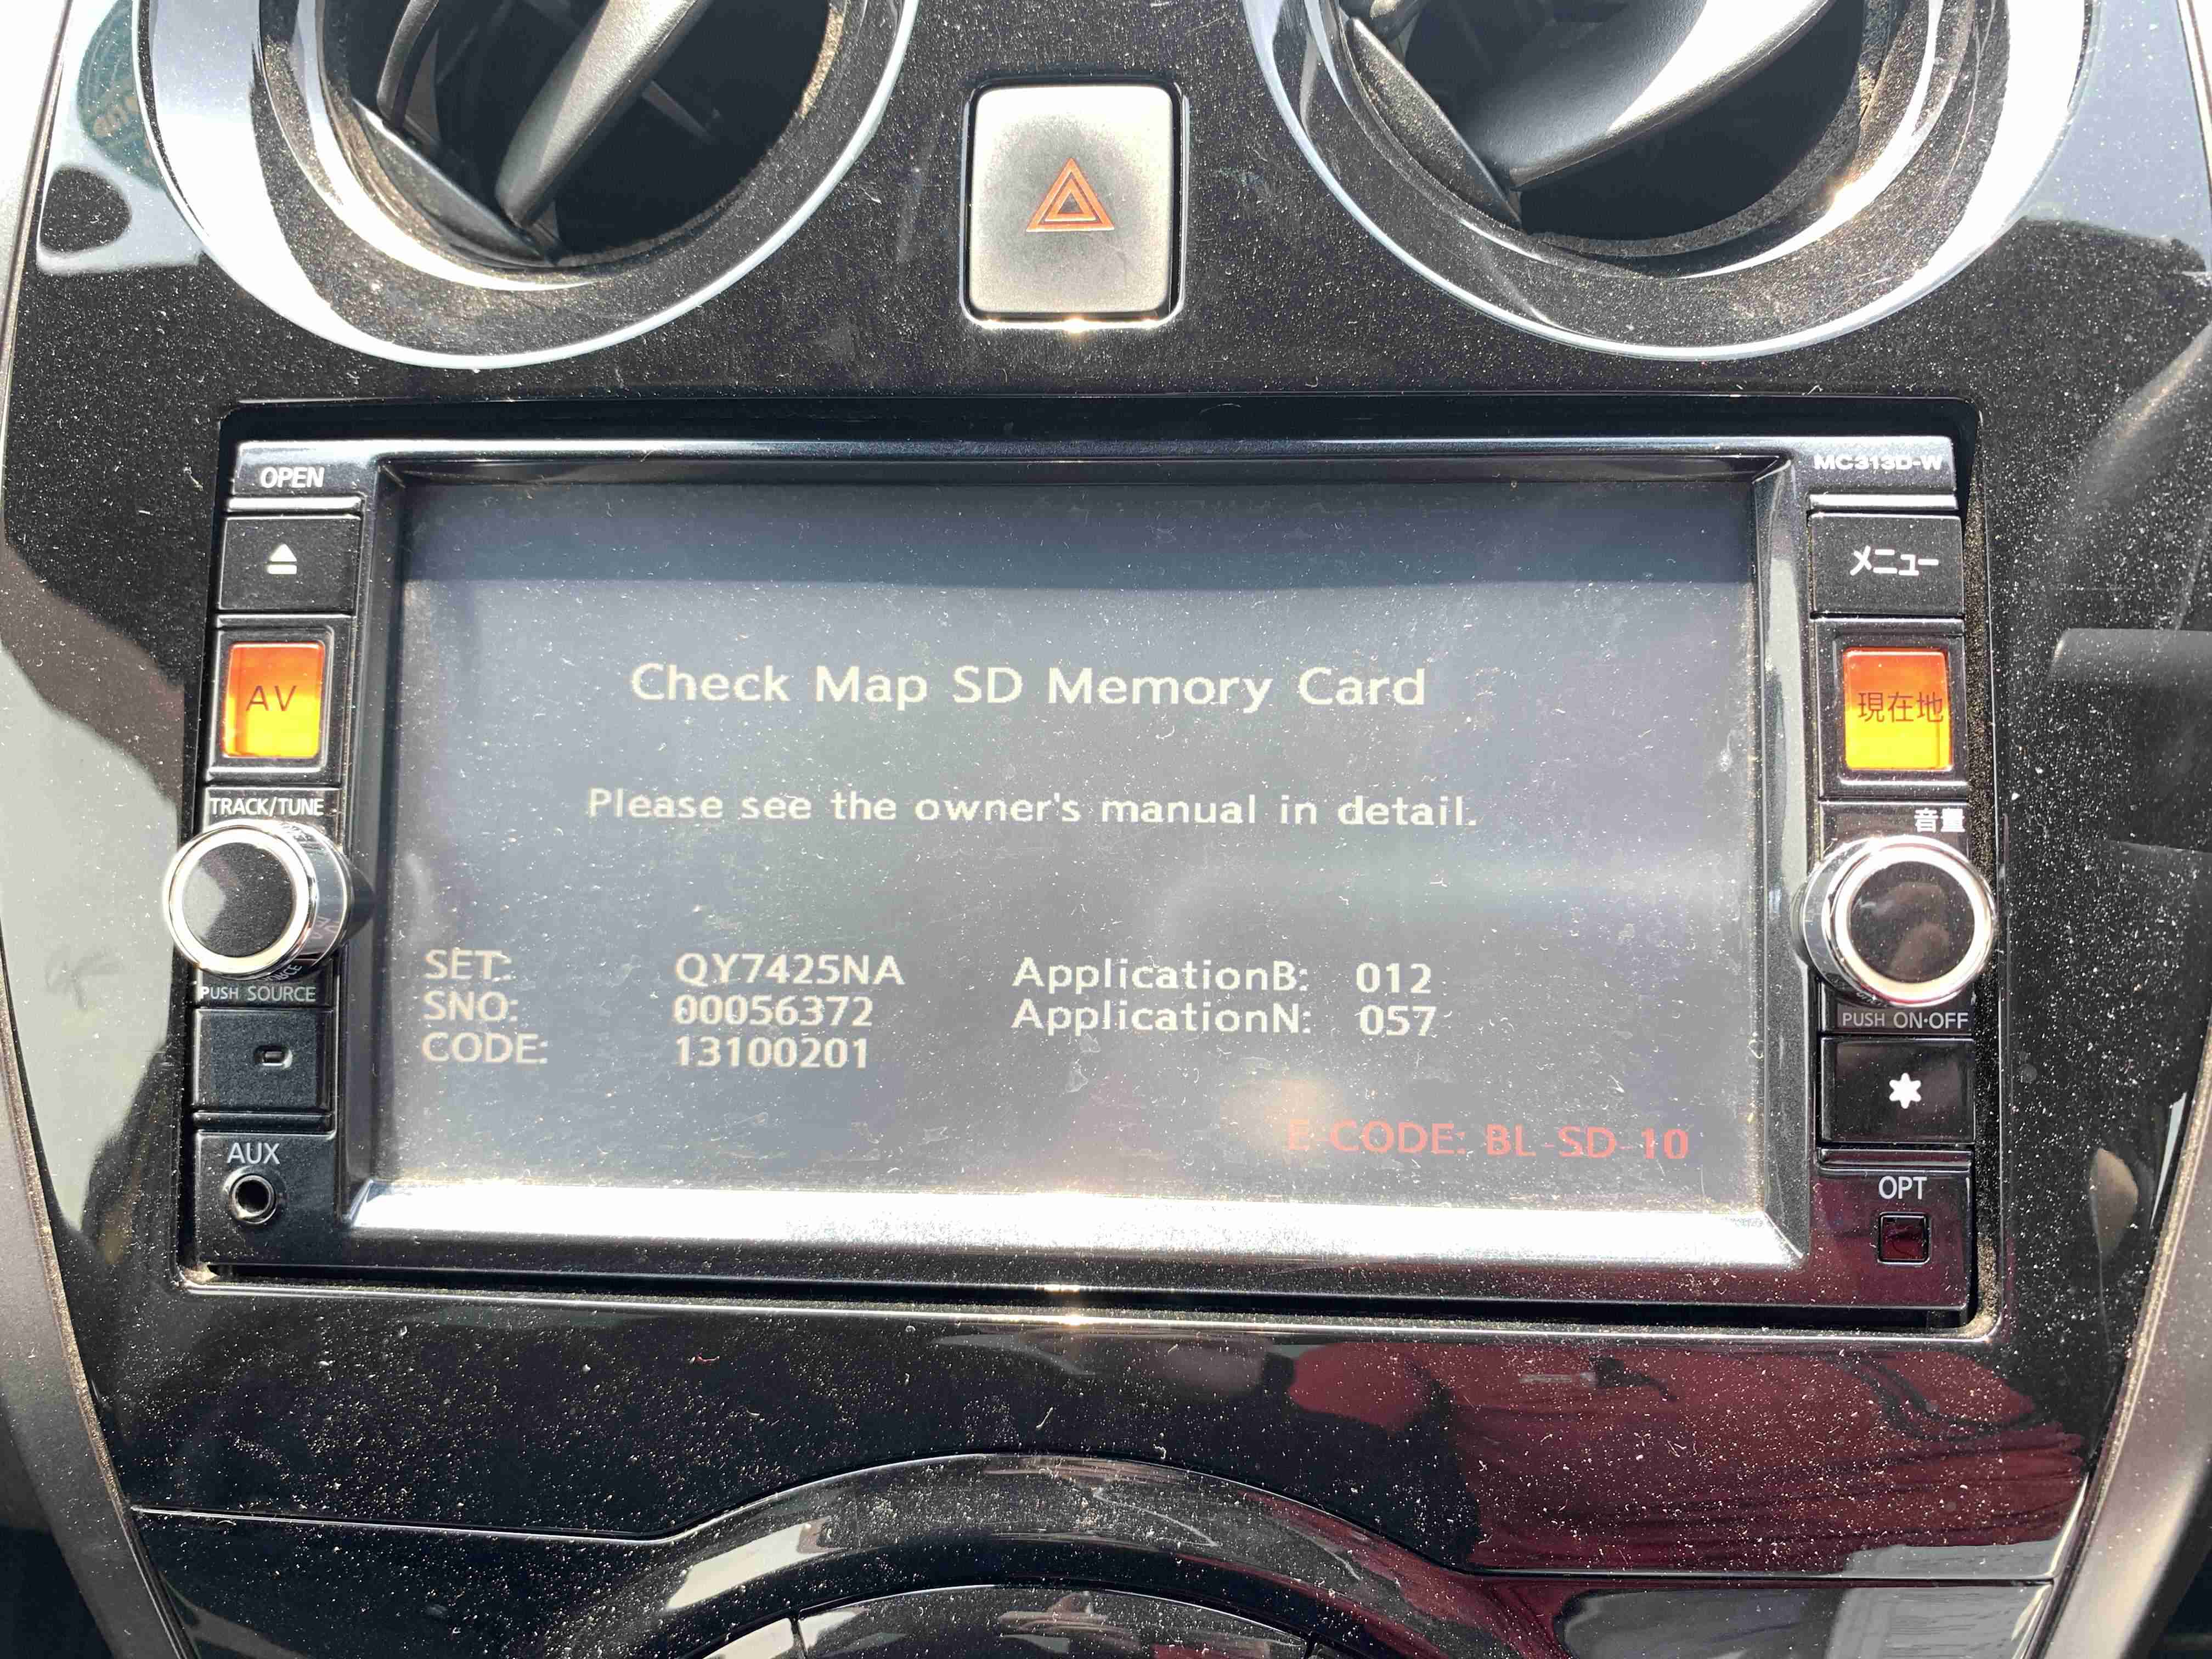 OPEN
MC313D-W
メニュー
AV
現在地
Check Map SD Memory Card
Please see the owner's manual in detail.
TRACK/TUNE
音量
SET: QY7425NA ApplicationB: 012
SNO: 00056372 ApplicationN: 057
CODE: 13100201
PUSH SOURCE
PUSH ON·OFF
E CODE: BL-SD-10
AUX
OPT